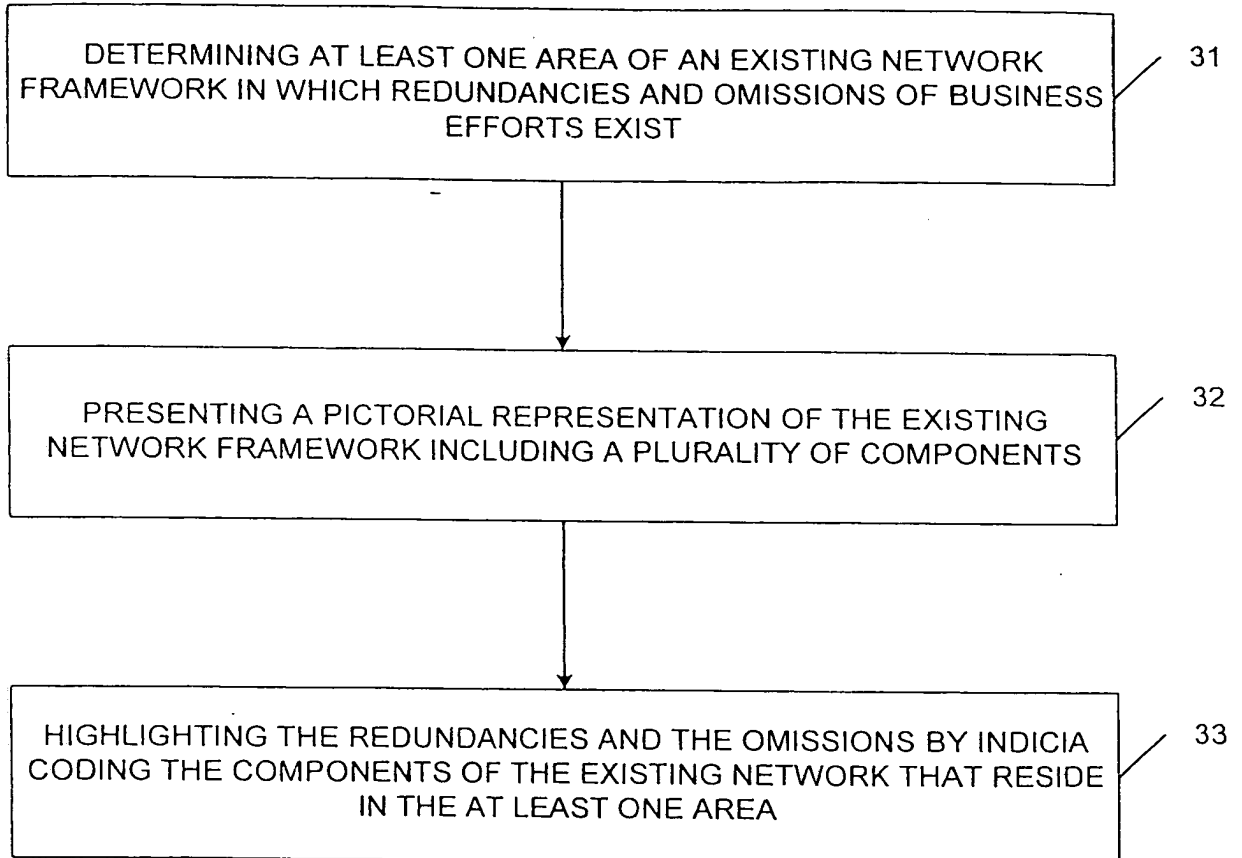 DETERMINING AT LEAST ONE AREA OF AN EXISTING NETWORK
FRAMEWORK IN WHICH REDUNDANCIES AND OMISSIONS OF BUSINESS
EFFORTS EXIST
31
PRESENTING A PICTORIAL REPRESENTATION OF THE EXISTING
NETWORK FRAMEWORK INCLUDING A PLURALITY OF COMPONENTS
32
HIGHLIGHTING THE REDUNDANCIES AND THE OMISSIONS BY INDICIA
CODING THE COMPONENTS OF THE EXISTING NETWORK THAT RESIDE
IN THE AT LEAST ONE AREA
33